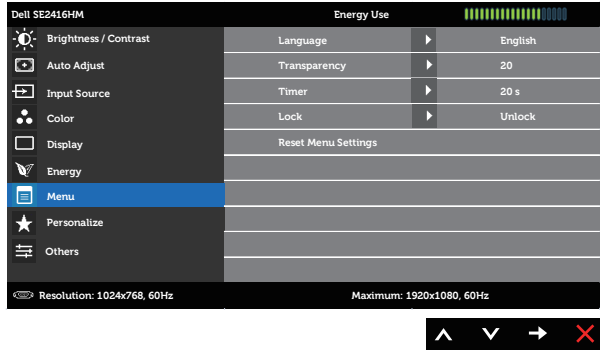 Dell SE2416HM Energy Use
Brightness / Contrast
Language English
Auto Adjust
Transparency 20
Input Source
Timer 20 s
Color
Lock Unlock
Display
Reset Menu Settings
Energy
Menu
Personalize
Others
Resolution: 1024x768, 60Hz Maximum: 1920x1080, 60Hz